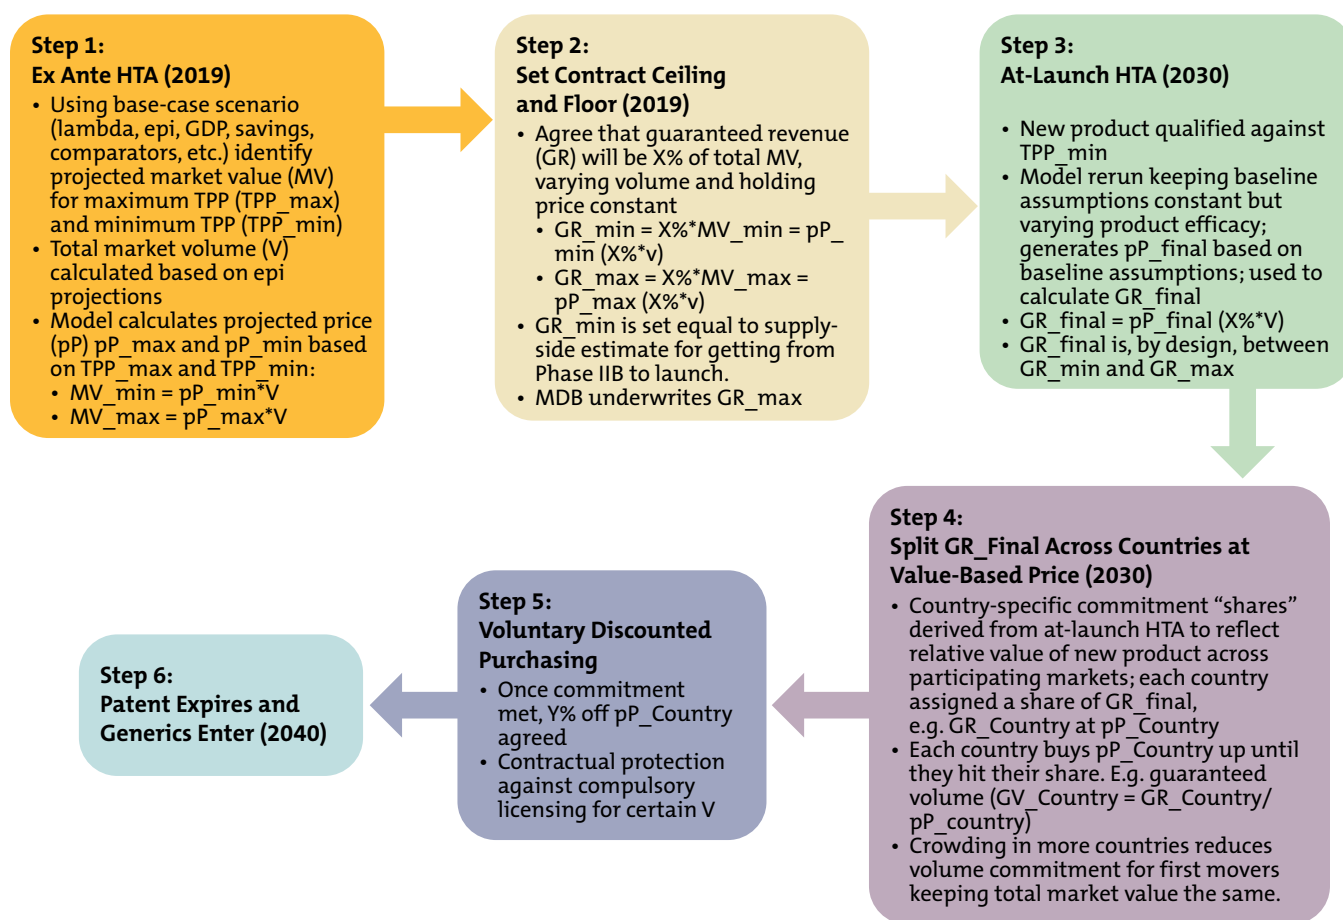 Step 1:
Ex Ante HTA (2019)
• Using base-case scenario
(lambda, epi, GDP, savings,
comparators, etc.) identify
projected market value (MV)
for maximum TPP (TPP_max)
and minimum TPP (TPP_min)
• Total market volume (V)
calculated based on epi
projections
• Model calculates projected price
(pP) pP_max and pP_min based
on TPP_max and TPP_min:
• MV_min = pP_min*V
• MV_max = pP_max*V
Step 2:
Set Contract Ceiling
and Floor (2019)
• Agree that guaranteed revenue
(GR) will be X% of total MV,
varying volume and holding
price constant
• GR_min = X%*MV_min = pP_
min (X%*v)
• GR_max = X%*MV_max =
pP_max (X%*v)
• GR_min is set equal to supply-
side estimate for getting from
Phase IIB to launch.
• MDB underwrites GR_max
Step 3:
At-Launch HTA (2030)
• New product qualified against
TPP_min
• Model rerun keeping baseline
assumptions constant but
varying product efficacy;
generates pP_final based on
baseline assumptions; used to
calculate GR_final
• GR_final = pP_final (X%*V)
• GR_final is, by design, between
GR_min and GR_max
Step 4:
Split GR_Final Across Countries at
Value-Based Price (2030)
• Country-specific commitment “shares”
derived from at-launch HTA to reflect
relative value of new product across
participating markets; each country
assigned a share of GR_final,
e.g. GR_Country at pP_Country
• Each country buys pP_Country up until
they hit their share. E.g. guaranteed
volume (GV_Country = GR_Country/
pP_country)
• Crowding in more countries reduces
volume commitment for first movers
keeping total market value the same.
Step 5:
Voluntary Discounted
Purchasing
• Once commitment
met, Y% off pP_Country
agreed
• Contractual protection
against compulsory
licensing for certain V
Step 6:
Patent Expires and
Generics Enter (2040)